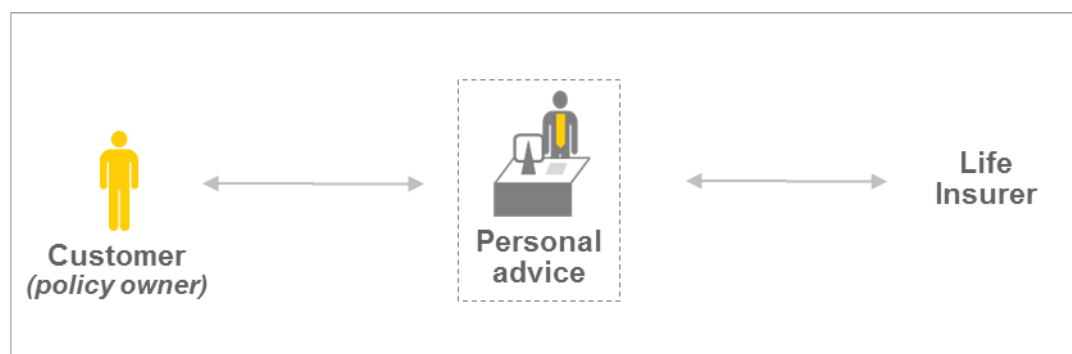 Customer
(policy owner)
Personal
advice
Life
Insurer